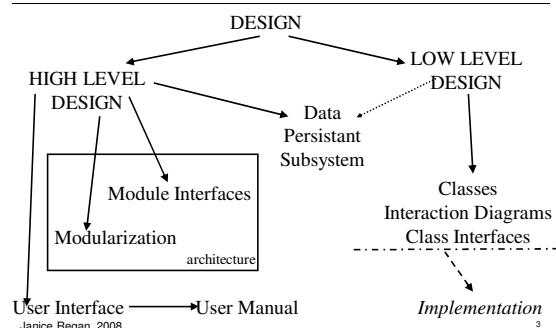 DESIGN
HIGH LEVEL
DESIGN
LOW LEVEL
DESIGN
Data
Persistant
Subsystem
Module Interfaces
Modularization
architecture
Classes
Interaction Diagrams
Class Interfaces
User Interface
User Manual
Implementation
Janice Regan, 2008
3